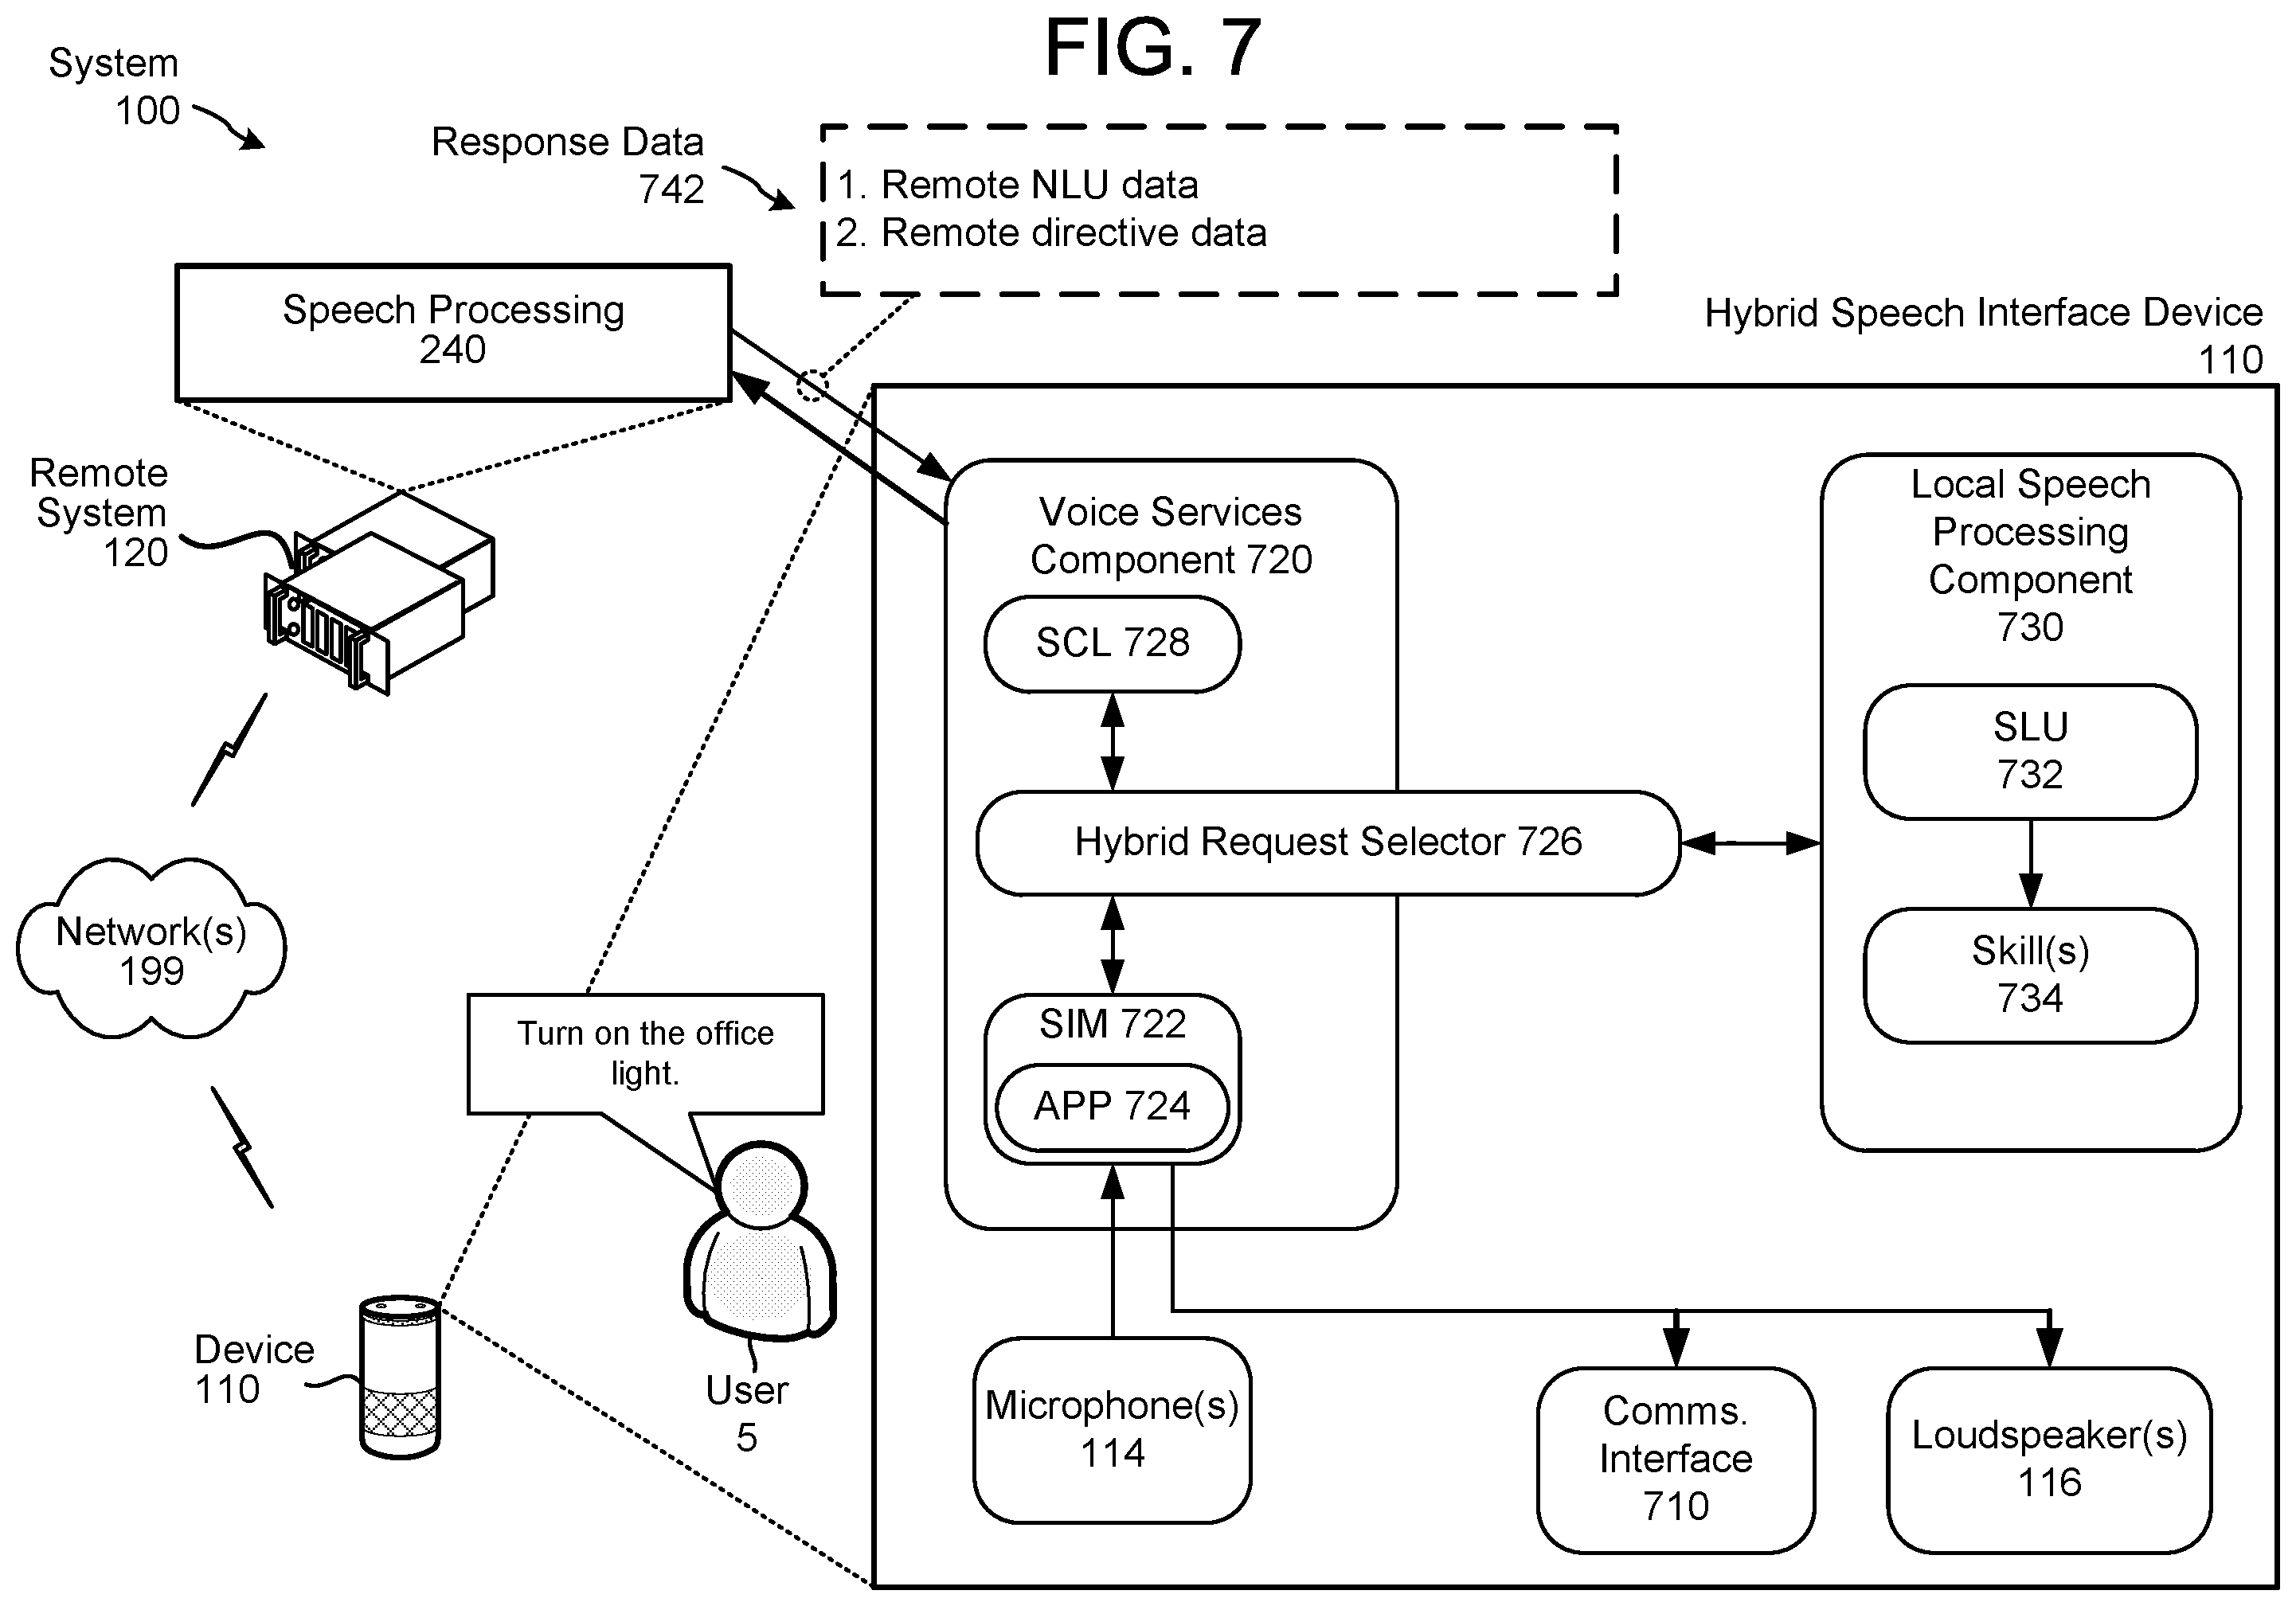 FIG. 7
System
100
Response Data
742
1. Remote NLU data
2. Remote directive data
Speech Processing
240
Hybrid Speech Interface Device
110
Remote
System
120
Voice Services
Component 720
SCL 728
Hybrid Request Selector 726
SIM 722
APP 724
Local Speech
Processing
Component
730
SLU
732
Skill(s)
734
Network(s)
199
Turn on the office
light.
Device
110
User
5
Microphone(s)
114
Comms.
Interface
710
Loudspeaker(s)
116